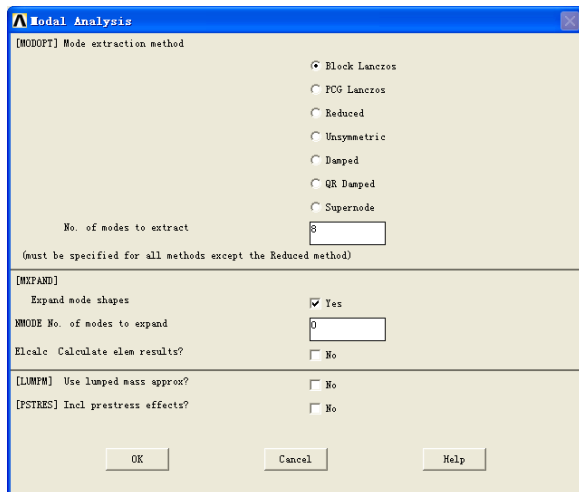 Modal Analysis
[MODOPT] Mode extraction method
Block Lanczos
PCG Lanczos
Reduced
Unsymmetric
Damped
QR Damped
Supernode
No. of modes to extract 8
(must be specified for all methods except the Reduced method)
[MXPAND]
Expand mode shapes Yes
NMODE No. of modes to expand 0
Elcalc Calculate elem results? No
[LUMPM] Use lumped mass approx? No
[PSTRES] Incl prestress effects? No
OK Cancel Help